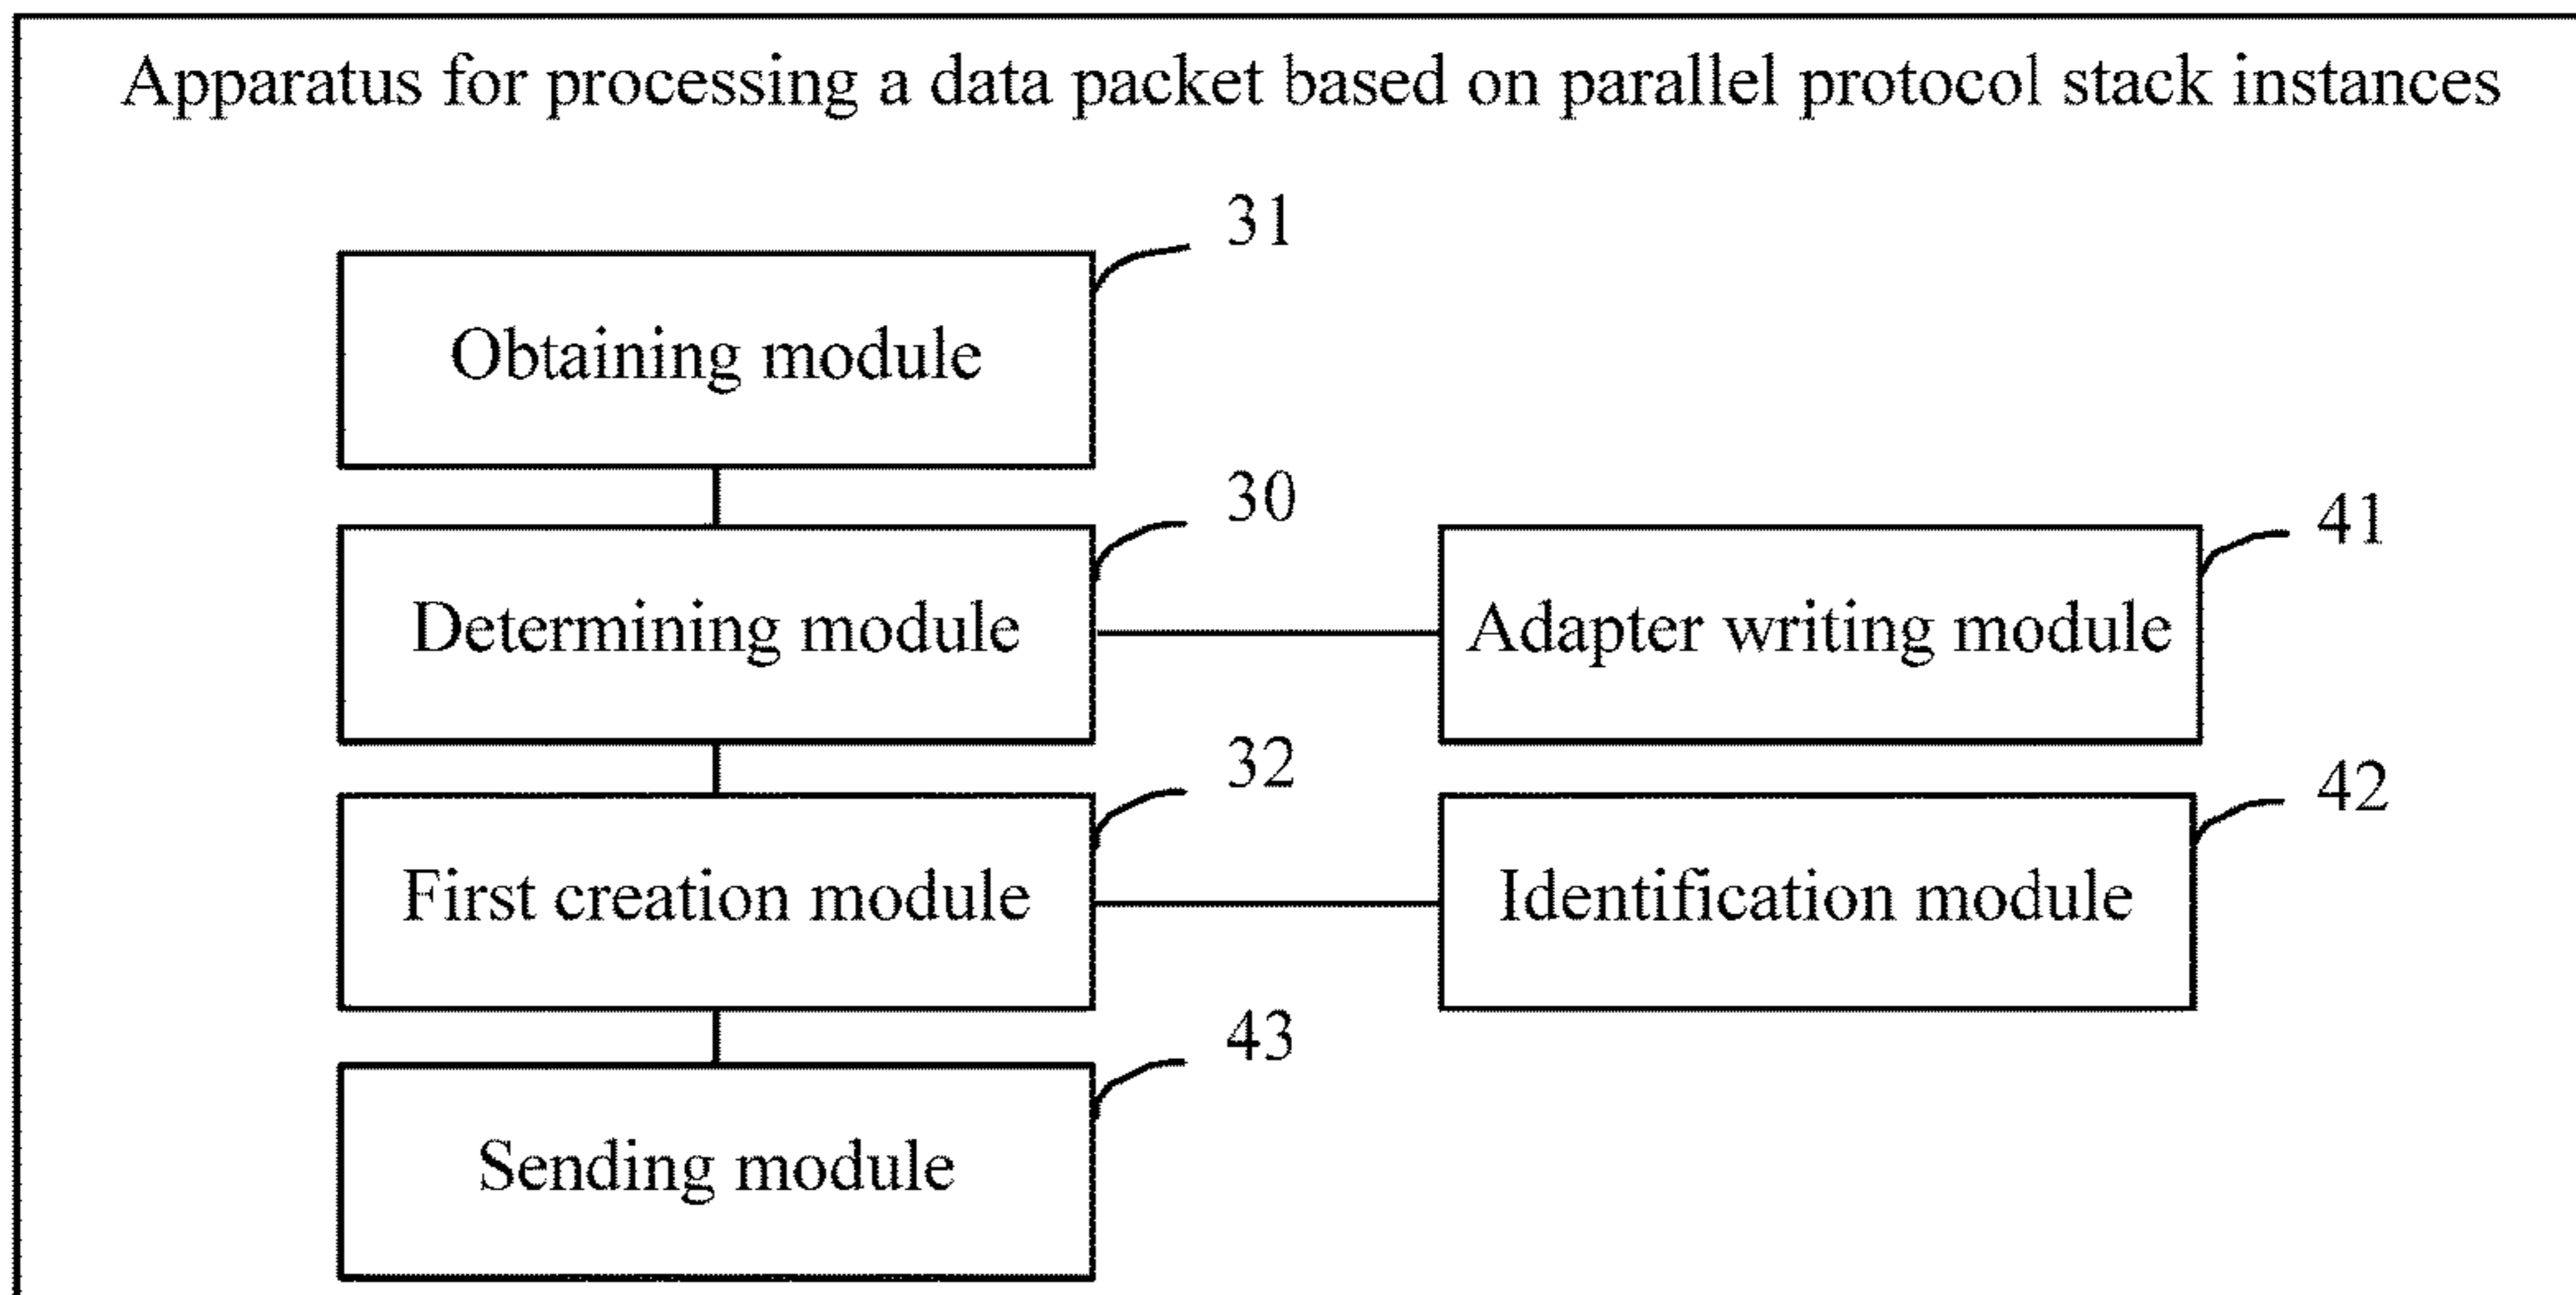 Apparatus for processing a data packet based on parallel protocol stack instances
31
Obtaining module
30
Determining module
41
Adapter writing module
32
First creation module
42
Identification module
43
Sending module